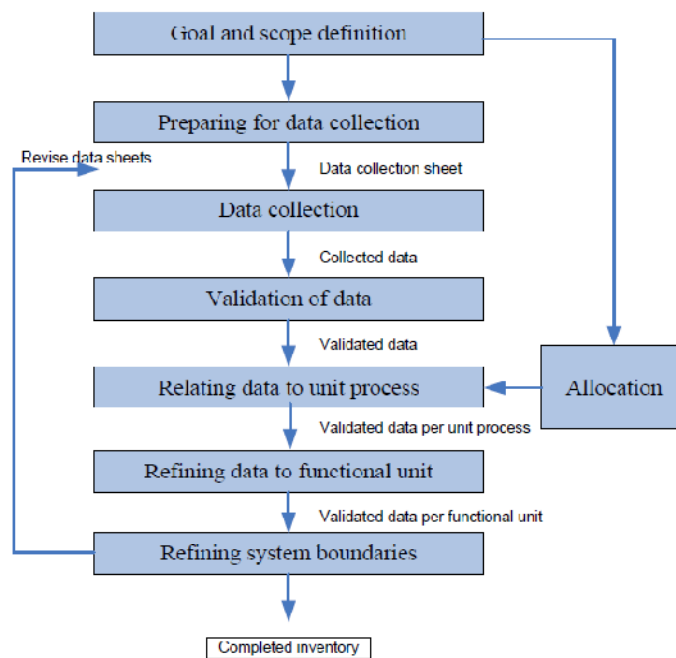 Goal and scope definition
Preparing for data collection
Revise data sheets
Data collection sheet
Data collection
Collected data
Validation of data
Validated data
Relating data to unit process
Allocation
Validated data per unit process
Refining data to functional unit
Validated data per functional unit
Refining system boundaries
Completed inventory